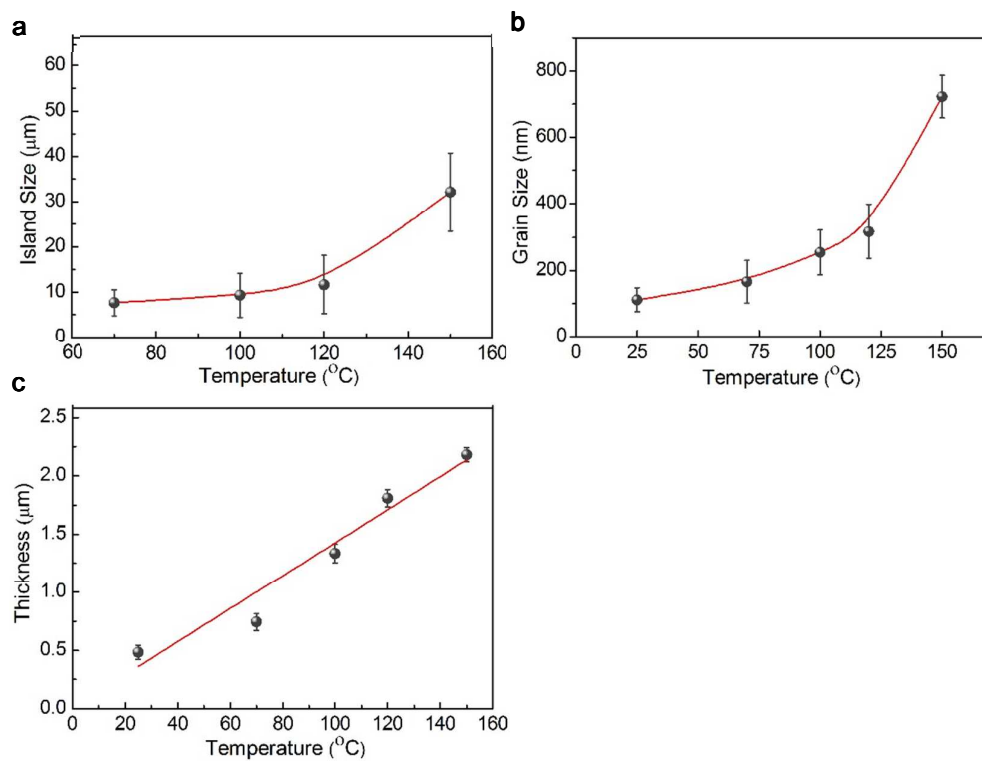 a
60
50
40
30
20
10
0
Island Size (μm)
60 80 100 120 140 160
Temperature (°C)
b
800
600
400
200
0
Grain Size (nm)
0 25 50 75 100 125 150
Temperature (°C)
c
2.5
2.0
1.5
1.0
0.5
0.0
Thickness (μm)
0 20 40 60 80 100 120 140 160
Temperature (°C)